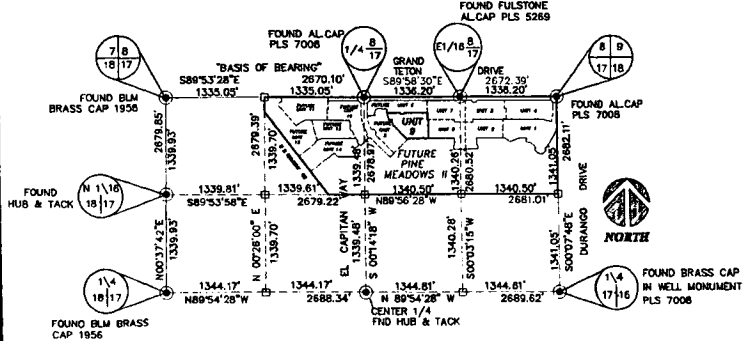 FOUND FULSTONE
AL.CAP PLS 5269
FOUND AL.CAP
PLS 7008
7 8
18 17
1/4 8
17
E1/16 8
17
8 9
17 16
"BASIS OF BEARING"
GRAND
TETON
DRIVE
S89'53'28"E
2670.10'
S89'58'30"E
2672.39'
1335.05'
1335.05'
1336.20'
1336.20'
FOUND BLM
BRASS CAP 1956
FOUND AL.CAP
PLS 7008
2679.85'
1339.93'
2679.39'
1339.70'
1339.48'
2678.97'
1340.26'
2680.52'
1341.05'
2682.11'
UNIT
9
FUTURE
PINE
MEADOWS II
FOUND
HUB & TACK
N 1\16
18 17
1339.81'
1339.61'
1340.50'
1340.50'
S89'53'58"E
2679.22'
N89'56'28"W
2681.01'
N00'37'42"E
1339.93'
N 00'26'00" E
1339.70'
EL CAPITAN WAY
1339.48'
S 00'14'18" W
1340.28'
S00'03'15"W
1341.05'
S00'07'48"E
DURANGO DRIVE
NORTH
1\4
18 17
1344.17'
1344.17'
1344.81'
1344.81'
N89'54'28"W
2688.34'
N 89'54'28" W
2689.62'
1\4
17 16
FOUND BRASS CAP
IN WELL MONUMENT
PLS 7008
FOUND BLM BRASS
CAP 1956
CENTER 1/4
FND HUB & TACK